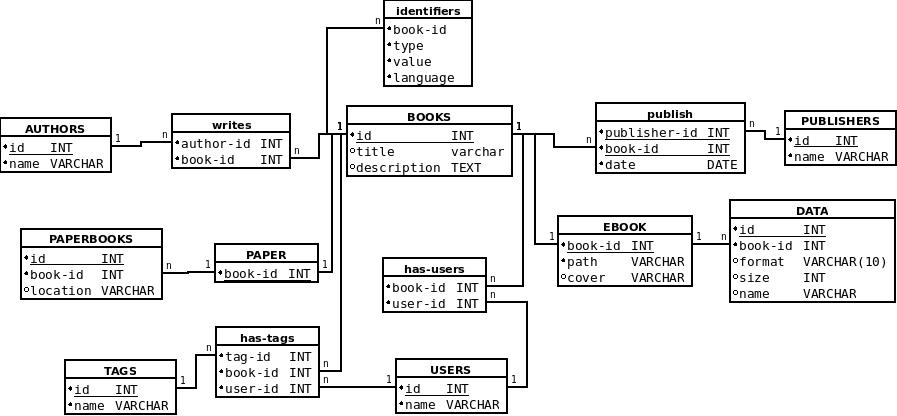 identifiers
book-id
type
value
language
AUTHORS
id INT
name VARCHAR
writes
author-id INT
book-id INT
BOOKS
id INT
title varchar
description TEXT
publish
publisher-id INT
book-id INT
date DATE
PUBLISHERS
id INT
name VARCHAR
PAPERBOOKS
id INT
book-id INT
location VARCHAR
PAPER
book-id INT
has-users
book-id INT
user-id INT
EBOOK
book-id INT
path VARCHAR
cover VARCHAR
DATA
id INT
book-id INT
format VARCHAR(10)
size INT
name VARCHAR
TAGS
id INT
name VARCHAR
has-tags
tag-id INT
book-id INT
user-id INT
USERS
id INT
name VARCHAR
n
1
n
n
1
1
n
n
1
n
1
1
1
1
n
n
n
n
1
n
n
1
1